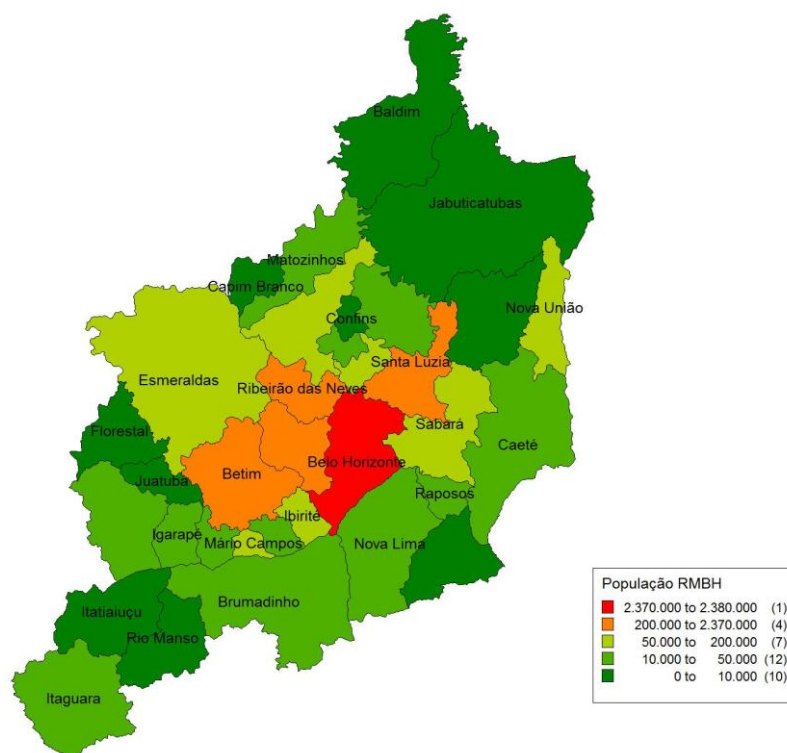 Baldim
Jabuticatubas
Matozinhos
Capim Branco
Nova União
Confins
Santa Luzia
Esmeraldas
Ribeirão das Neves
Sabará
Florestal
Caeté
Betim
Belo Horizonte
Juatuba
Raposos
Ibirité
Igarapé
Mário Campos
Nova Lima
Brumadinho
Itatiaiuçu
Rio Manso
Itaguara
População RMBH
2.370.000 to 2.380.000 (1)
200.000 to 2.370.000 (4)
50.000 to 200.000 (7)
10.000 to 50.000 (12)
0 to 10.000 (10)